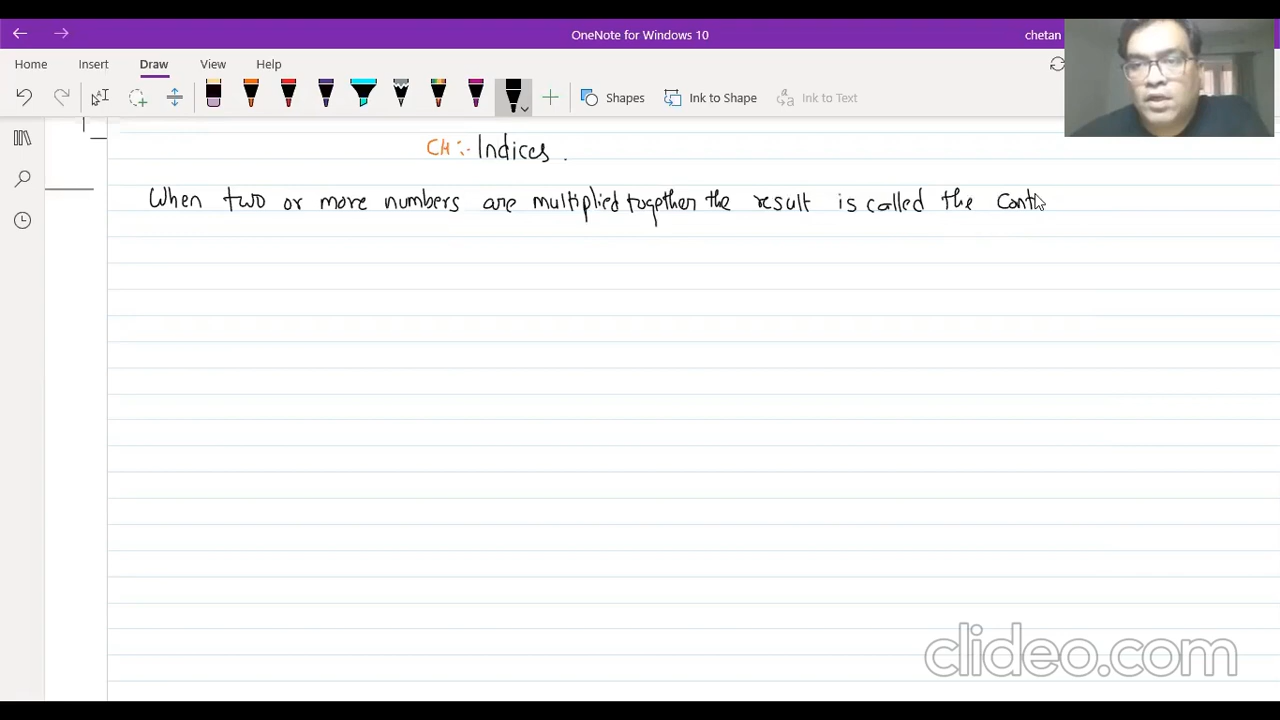 OneNote for Windows 10
chetan
Home Insert Draw View Help
Shapes Ink to Shape Ink to Text
CH :- Indices .
When two or more numbers are multiplied together the result is called the Conti
clideo.com